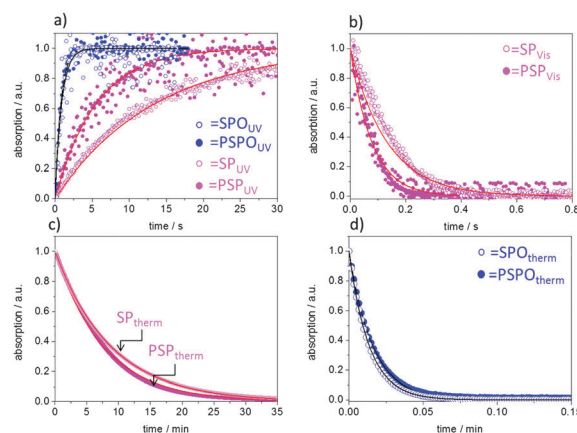 a)
absorption / a.u.
1.0
0.8
0.6
0.4
0.2
0.0
=SPO_UV
=PSPO_UV
=SP_UV
=PSP_UV
0 5 10 15 20 25 30
time / s
b)
absorbtion / a.u.
1.0
0.8
0.6
0.4
0.2
0.0
=SP_Vis
=PSP_Vis
0.0 0.2 0.4 0.6 0.8
time / s
c)
absorption / a.u.
1.0
0.8
0.6
0.4
0.2
0.0
SP_therm
PSP_therm
0 5 10 15 20 25 30 35
time / min
d)
absorption / a.u.
1.0
0.8
0.6
0.4
0.2
0.0
=SPO_therm
=PSPO_therm
0.00 0.05 0.10 0.15
time / min